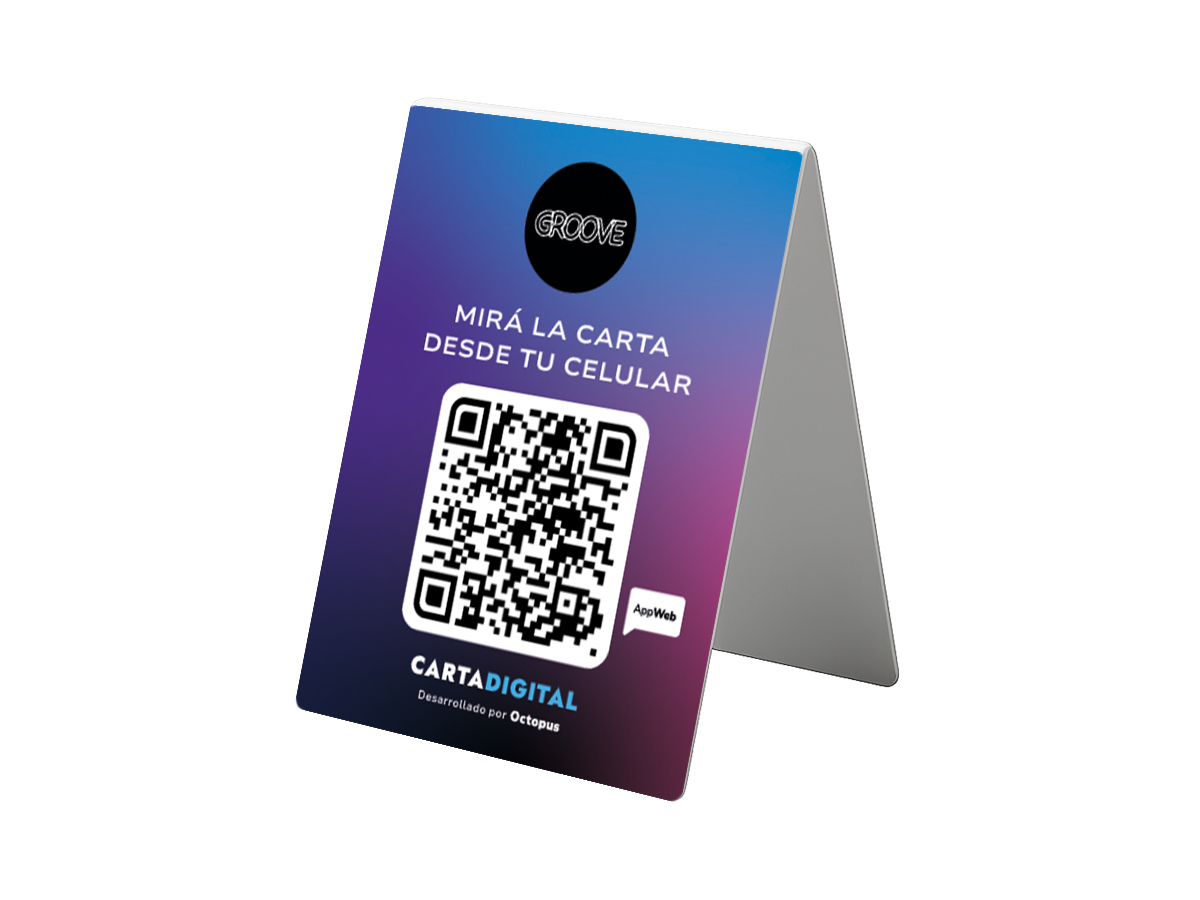 GROOVE
MIRÁ LA CARTA
DESDE TU CELULAR
AppWeb
CARTADIGITAL
Desarrollado por Octopus